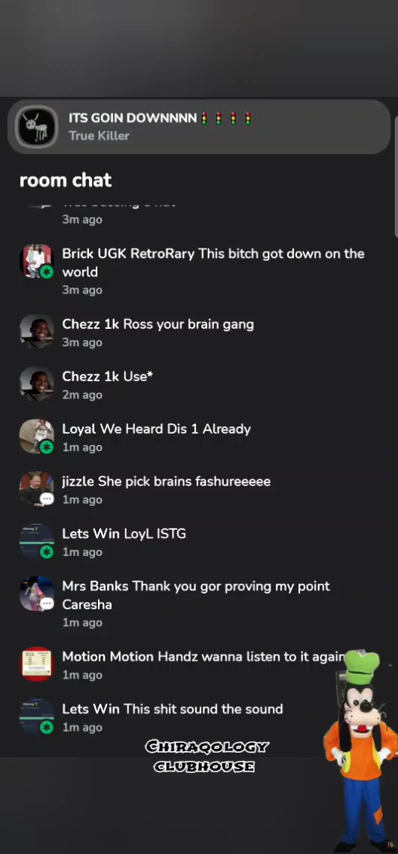 ITS GOIN DOWNNNN🚦🚦🚦🚦
True Killer
room chat
3m ago
Brick UGK RetroRary This bitch got down on the
world
3m ago
Chezz 1k Ross your brain gang
3m ago
Chezz 1k Use*
2m ago
Loyal We Heard Dis 1 Already
1m ago
jizzle She pick brains fashureeeee
1m ago
Lets Win LoyL ISTG
1m ago
Mrs Banks Thank you gor proving my point
Caresha
1m ago
Motion Motion Handz wanna listen to it again
1m ago
Lets Win This shit sound the sound
1m ago
CHIRAQOLOGY
CLUBHOUSE